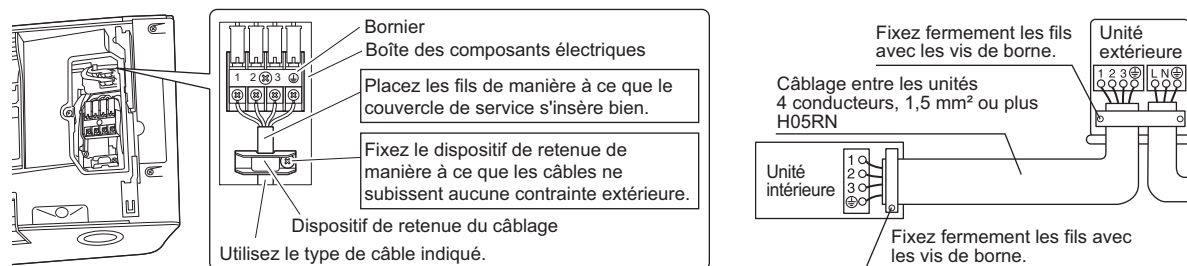 Bornier
Boîte des composants électriques
1 2 3
Placez les fils de manière à ce que le
couvercle de service s'insère bien.
Fixez le dispositif de retenue de
manière à ce que les câbles ne
subissent aucune contrainte extérieure.
Dispositif de retenue du câblage
Utilisez le type de câble indiqué.
Fixez fermement les fils
avec les vis de borne.
Unité
extérieure
1 2 3 L N
Câblage entre les unités
4 conducteurs, 1,5 mm² ou plus
H05RN
Unité
intérieure
1
2
3
Fixez fermement les fils avec
les vis de borne.